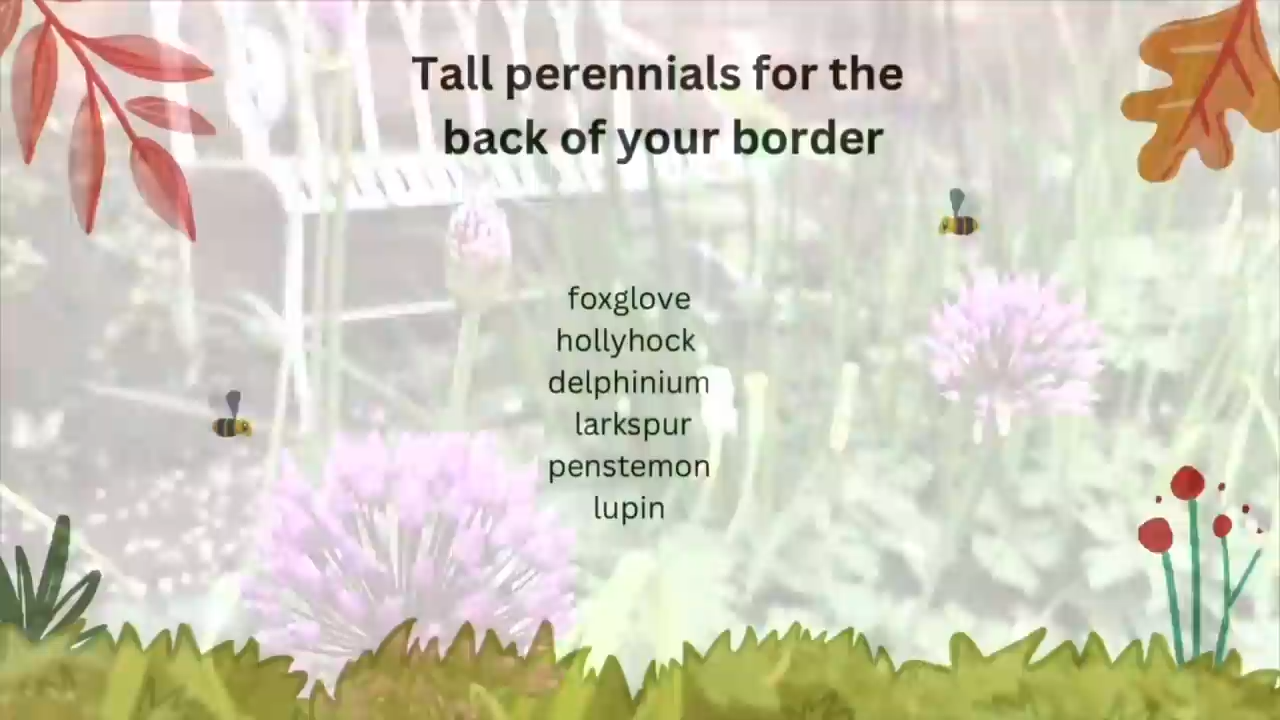 Tall perennials for the
back of your border
foxglove
hollyhock
delphinium
larkspur
penstemon
lupin